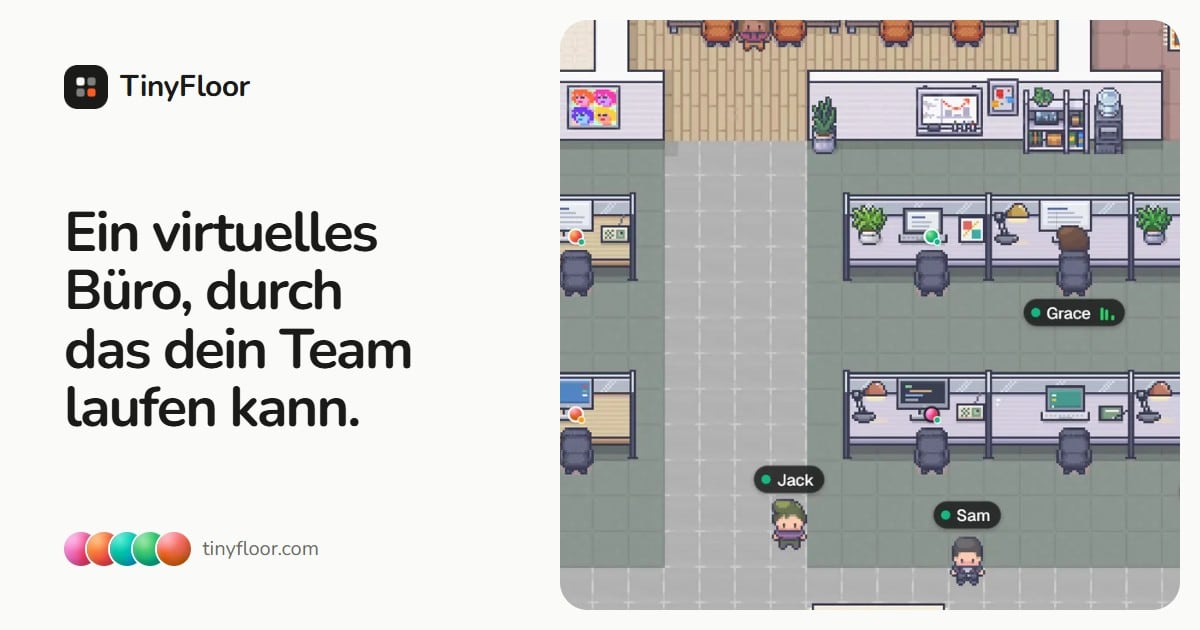 TinyFloor
Ein virtuelles
Büro, durch
das dein Team
laufen kann.
tinyfloor.com
Grace
Jack
Sam